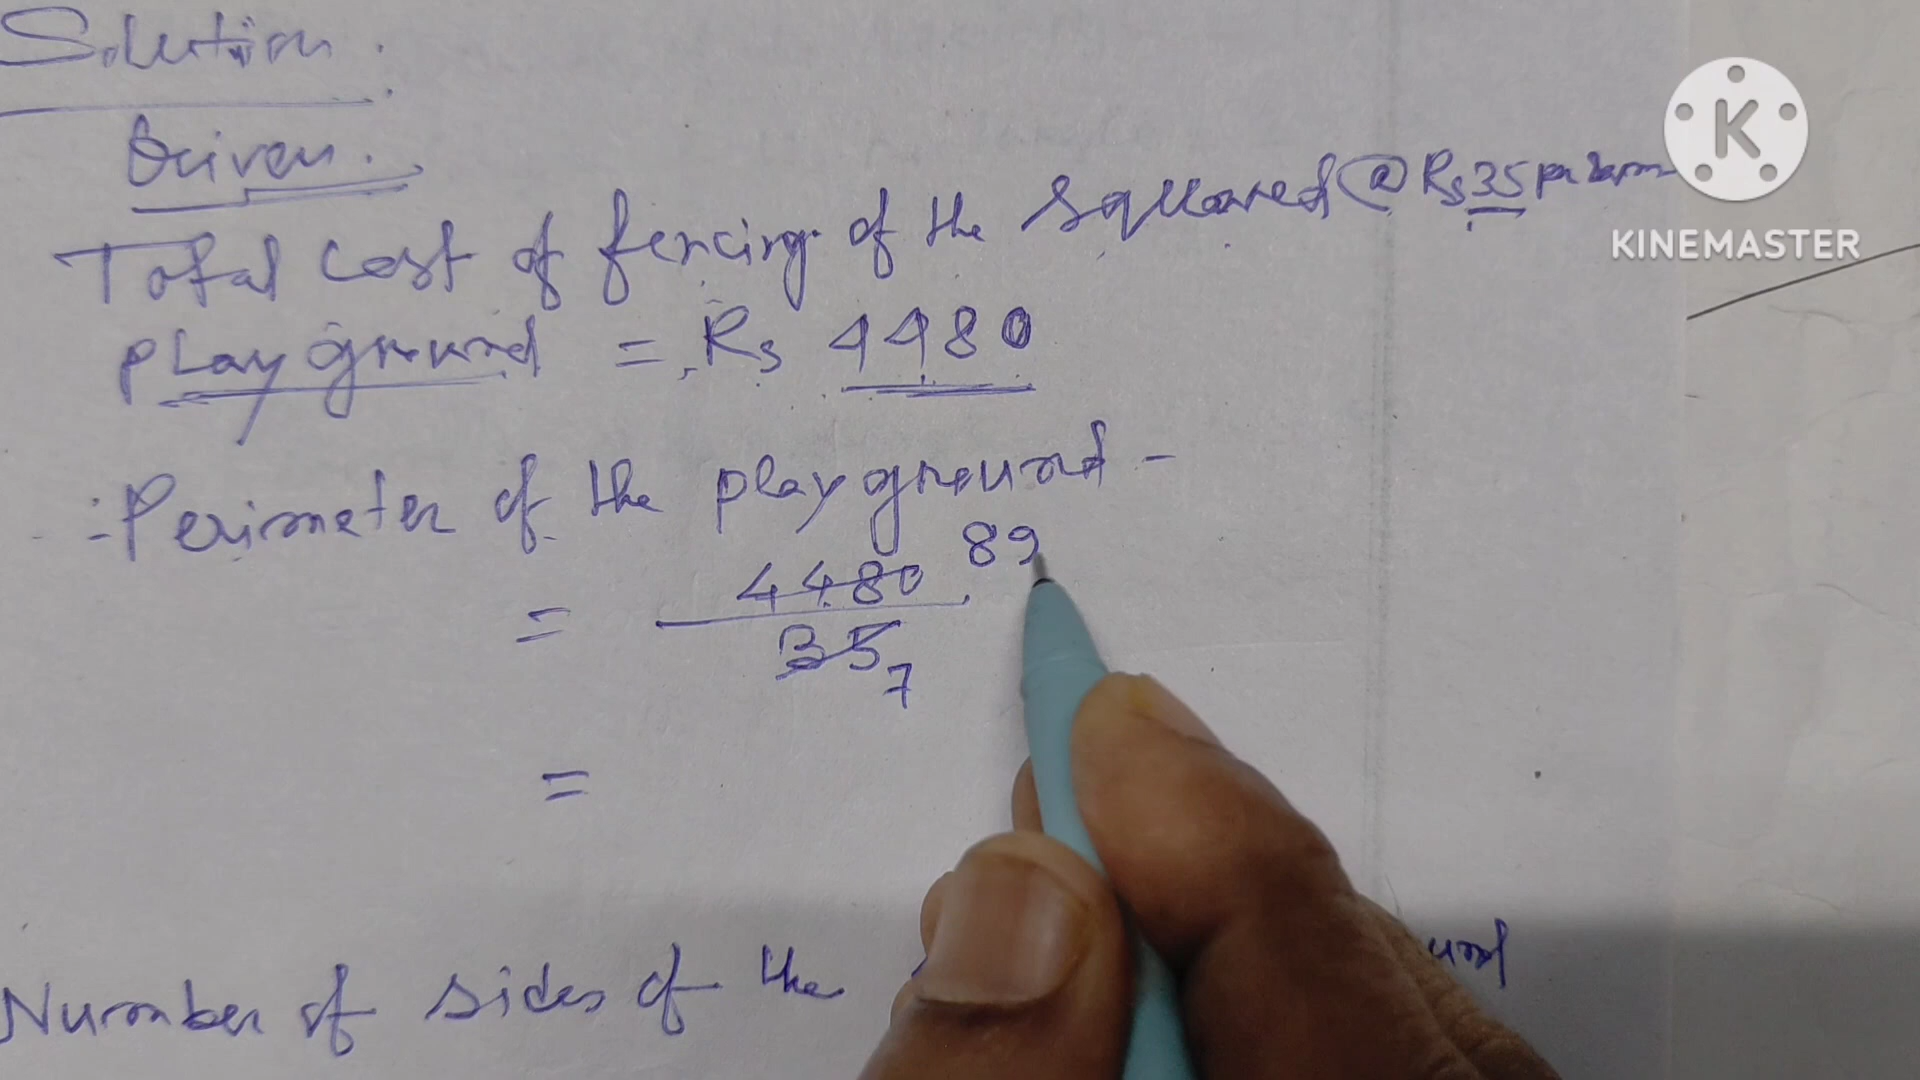 Solution.
Given.
Total cost of fencing of the squared @ Rs 35 per
playground = Rs 4480
∴ Perimeter of the playground -
= 4480 89
35 7
=
Number of sides of the
K
KINEMASTER